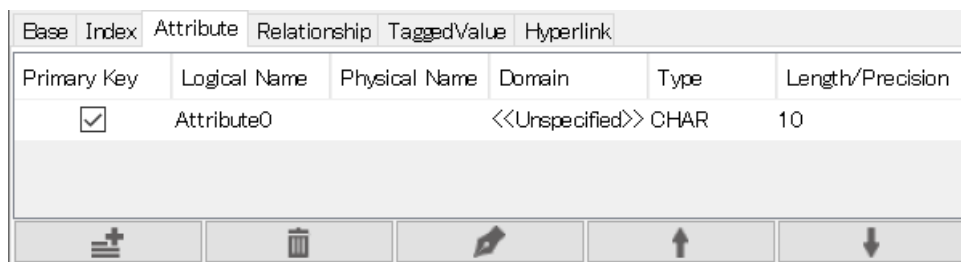 Base Index Attribute Relationship TaggedValue Hyperlink
Primary Key Logical Name Physical Name Domain Type Length/Precision
Attribute0 <<Unspecified>> CHAR 10